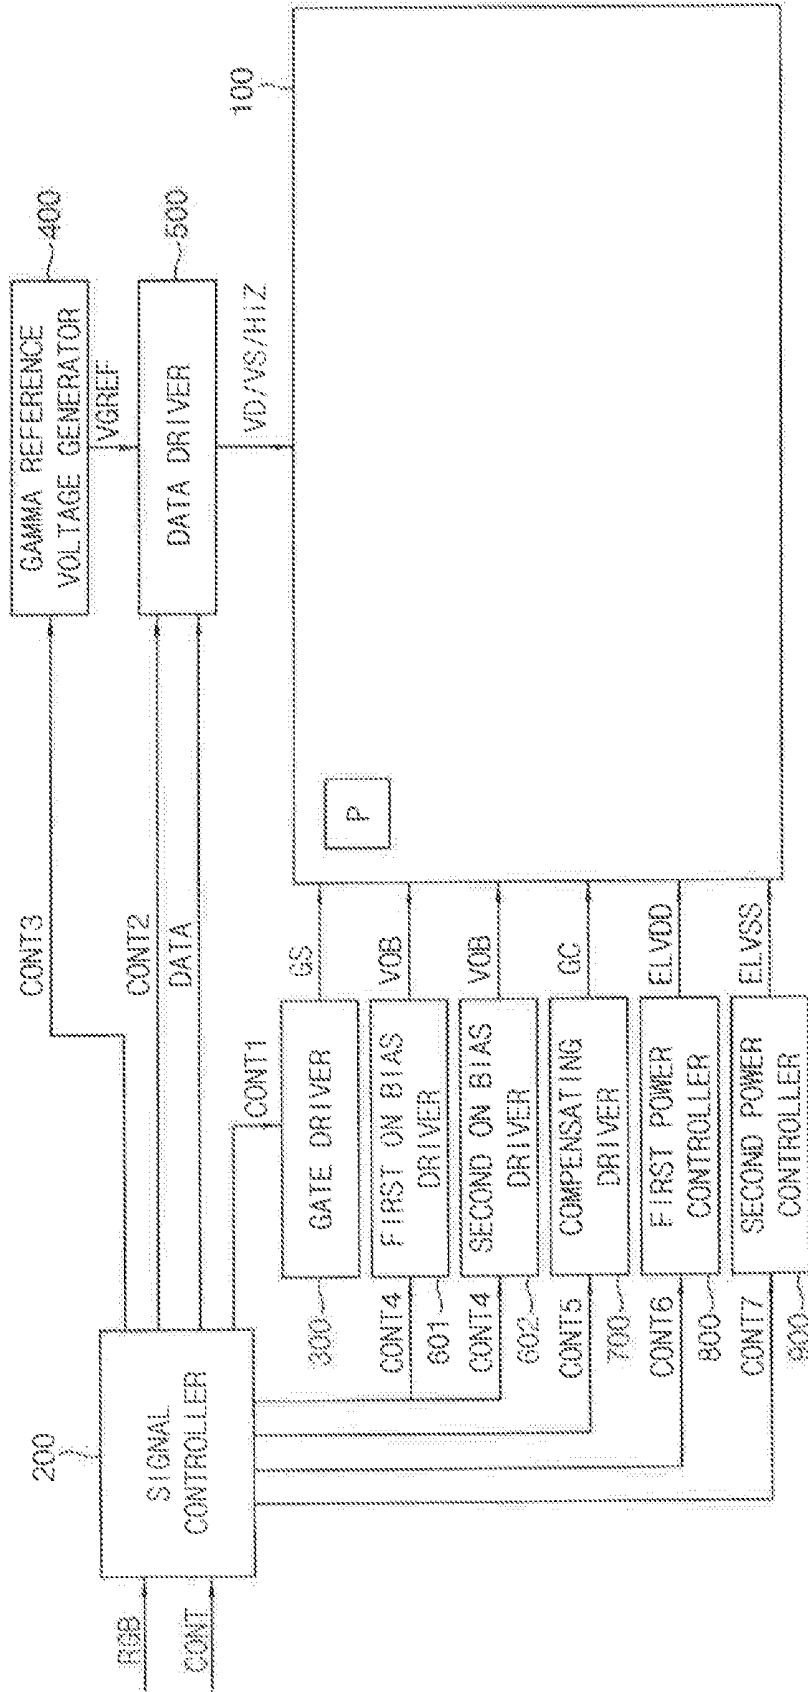 RGB
CONT
200
SIGNAL
CONTROLLER
CONT3
CONT2
DATA
CONT1
GAMMA REFERENCE
VOLTAGE GENERATOR
400
VGREF
DATA DRIVER
500
VD/VS/HiZ
100
P
GATE DRIVER
300
GS
CONT4
FIRST ON BIAS
DRIVER
601
VOB
CONT4
SECOND ON BIAS
DRIVER
602
VOB
CONT5
COMPENSATING
DRIVER
700
GC
CONT6
FIRST POWER
CONTROLLER
800
ELVDD
CONT7
SECOND POWER
CONTROLLER
900
ELVSS